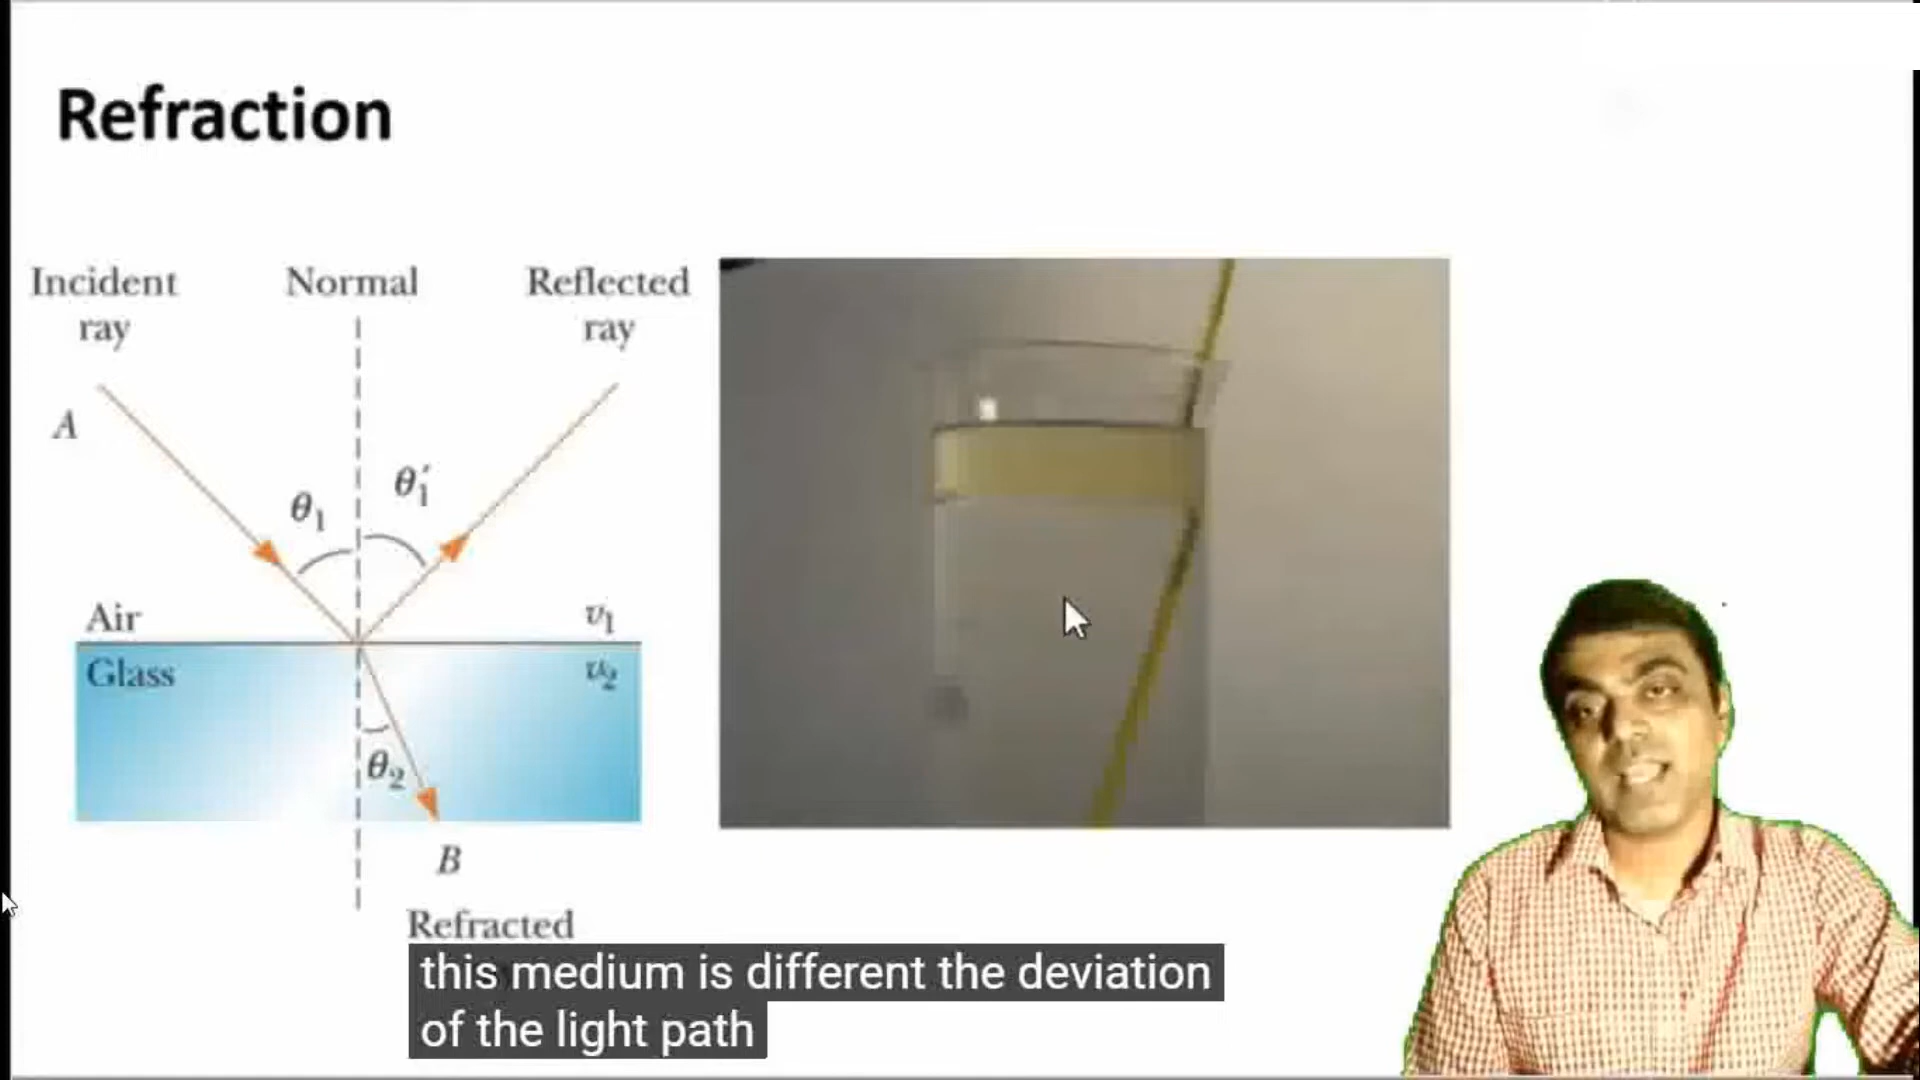 Refraction
Incident
ray
Normal
Reflected
ray
A
θ₁
θ₁′
Air
v₁
Glass
v₂
θ₂
B
Refracted
this medium is different the deviation
of the light path